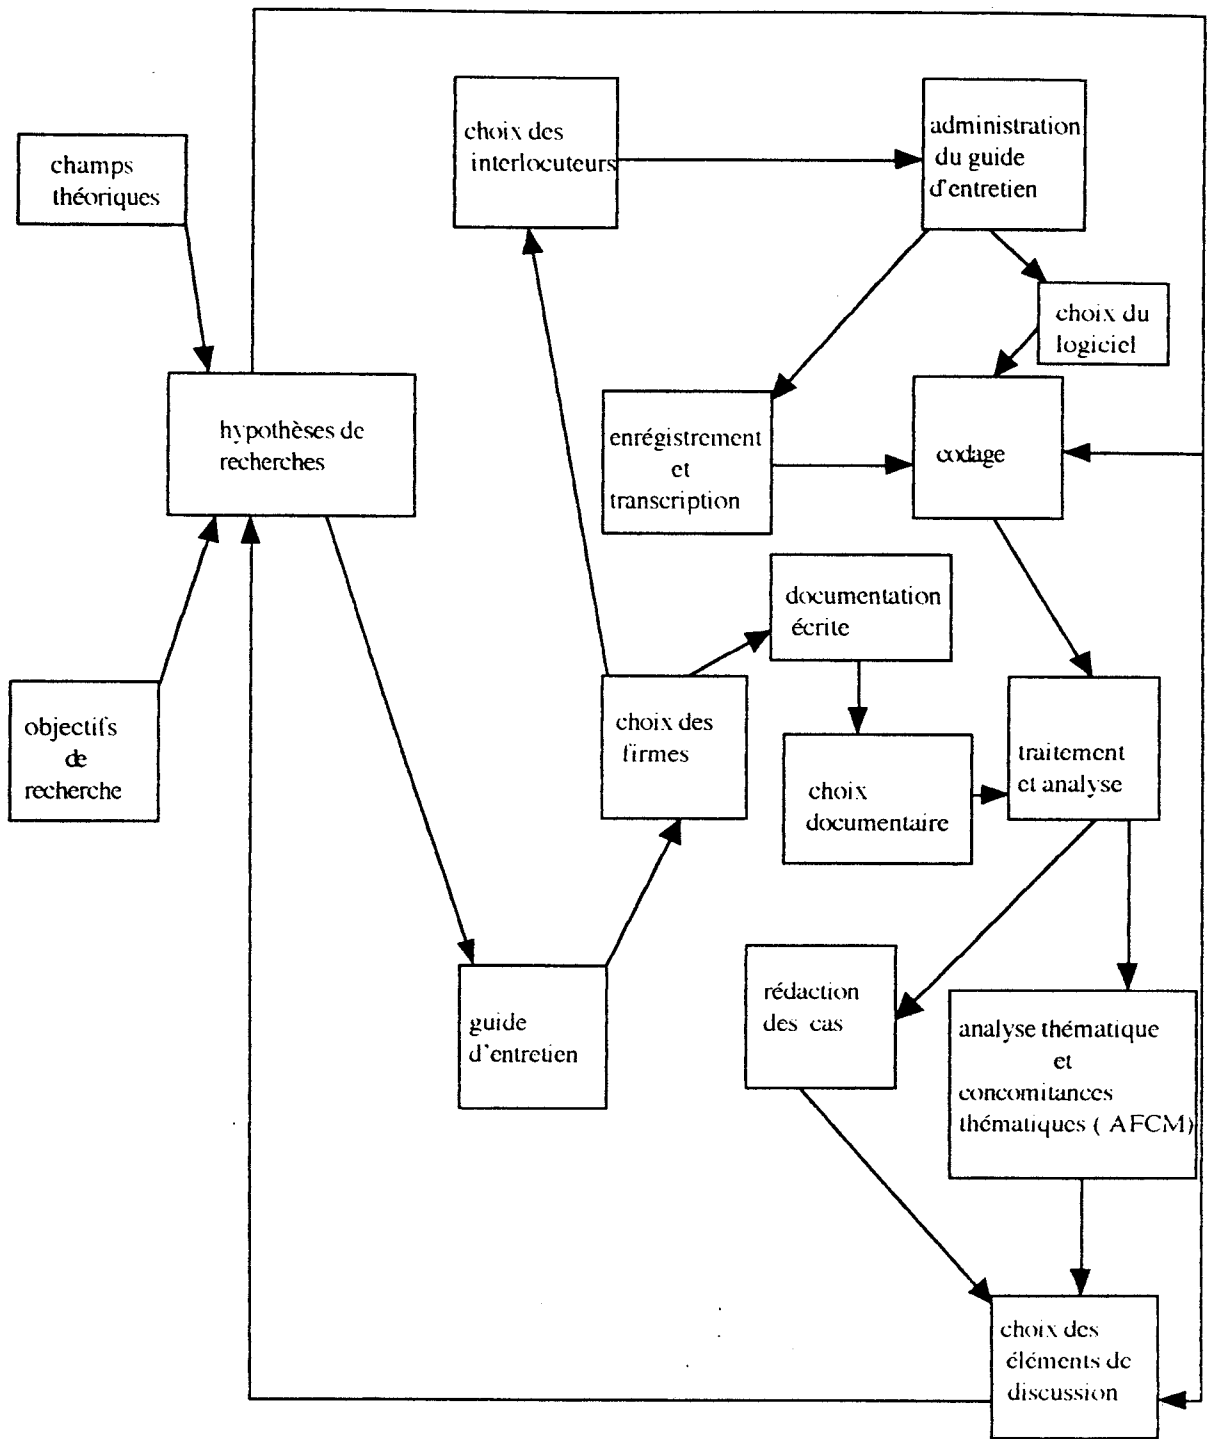 champs
théoriques
choix des
interlocuteurs
administration
du guide
d'entretien
choix du
logiciel
hypothèses de
recherches
enrégistrement
et
transcription
codage
documentation
écrite
objectifs
de
recherche
choix des
firmes
choix
documentaire
traitement
et analyse
guide
d'entretien
rédaction
des cas
analyse thématique
et
concomitances
thématiques ( AFCM)
choix des
éléments de
discussion